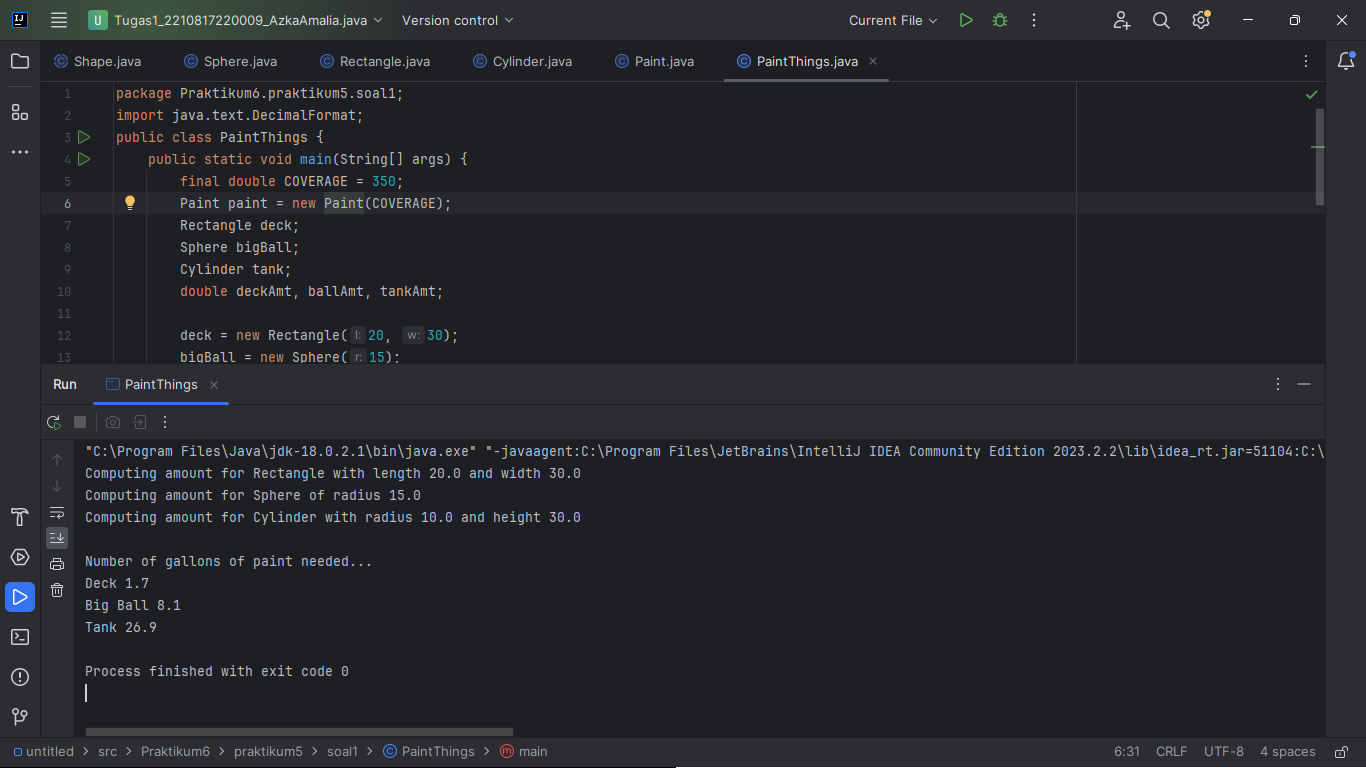 U Tugas1_2210817220009_AzkaAmalia.java Version control Current File
Shape.java Sphere.java Rectangle.java Cylinder.java Paint.java PaintThings.java
1 package Praktikum6.praktikum5.soal1;
2 import java.text.DecimalFormat;
3 public class PaintThings {
4 public static void main(String[] args) {
5 final double COVERAGE = 350;
6 Paint paint = new Paint(COVERAGE);
7 Rectangle deck;
8 Sphere bigBall;
9 Cylinder tank;
10 double deckAmt, ballAmt, tankAmt;
11
12 deck = new Rectangle( l: 20, w: 30);
13 bigBall = new Sphere( r: 15);
Run PaintThings
"C:\Program Files\Java\jdk-18.0.2.1\bin\java.exe" "-javaagent:C:\Program Files\JetBrains\IntelliJ IDEA Community Edition 2023.2.2\lib\idea_rt.jar=51104:C:\
Computing amount for Rectangle with length 20.0 and width 30.0
Computing amount for Sphere of radius 15.0
Computing amount for Cylinder with radius 10.0 and height 30.0
Number of gallons of paint needed...
Deck 1.7
Big Ball 8.1
Tank 26.9
Process finished with exit code 0
untitled > src > Praktikum6 > praktikum5 > soal1 > PaintThings > main 6:31 CRLF UTF-8 4 spaces